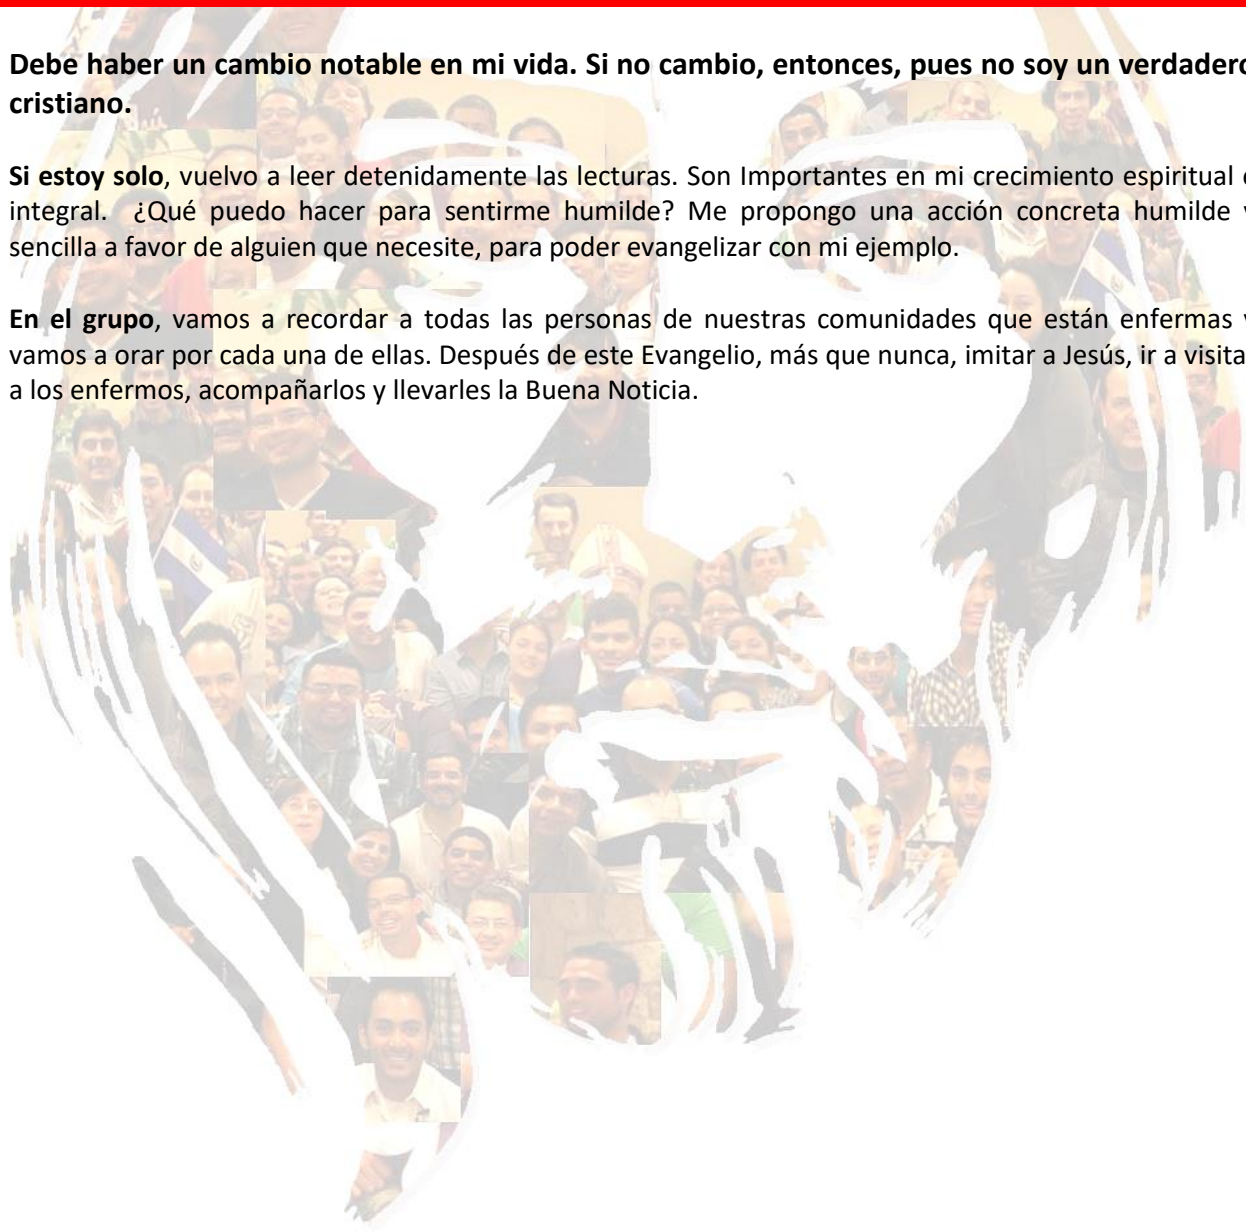 Debe haber un cambio notable en mi vida. Si no cambio, entonces, pues no soy un verdadero
cristiano.
Si estoy solo, vuelvo a leer detenidamente las lecturas. Son Importantes en mi crecimiento espiritual e
integral. ¿Qué puedo hacer para sentirme humilde? Me propongo una acción concreta humilde y
sencilla a favor de alguien que necesite, para poder evangelizar con mi ejemplo.
En el grupo, vamos a recordar a todas las personas de nuestras comunidades que están enfermas y
vamos a orar por cada una de ellas. Después de este Evangelio, más que nunca, imitar a Jesús, ir a visitar
a los enfermos, acompañarlos y llevarles la Buena Noticia.